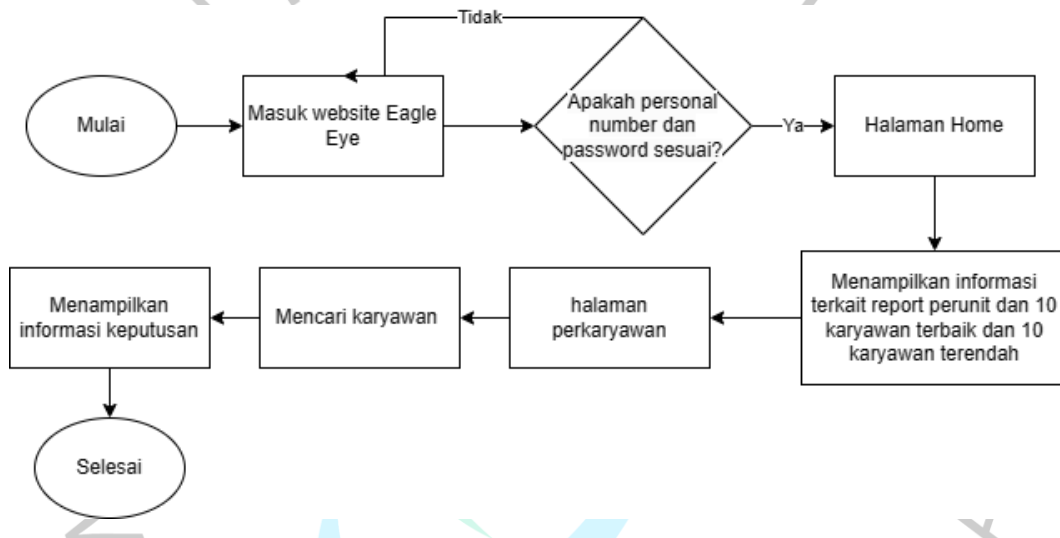 Tidak
Mulai
Masuk website Eagle
Eye
Apakah personal
number dan
password sesuai?
Ya
Halaman Home
Menampilkan informasi
terkait report perunit dan 10
karyawan terbaik dan 10
karyawan terendah
halaman
perkaryawan
Mencari karyawan
Menampilkan
informasi keputusan
Selesai